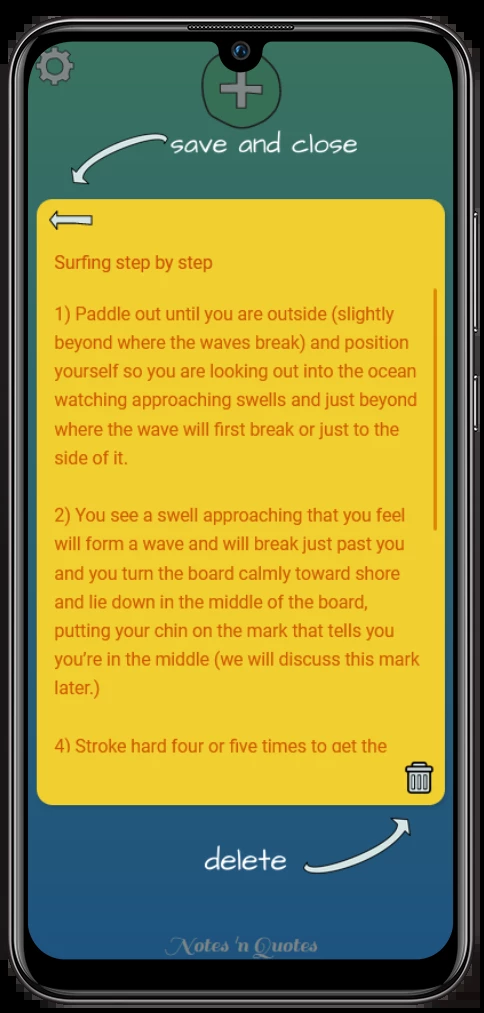 save and close
Surfing step by step
1) Paddle out until you are outside (slightly
beyond where the waves break) and position
yourself so you are looking out into the ocean
watching approaching swells and just beyond
where the wave will first break or just to the
side of it.
2) You see a swell approaching that you feel
will form a wave and will break just past you
and you turn the board calmly toward shore
and lie down in the middle of the board,
putting your chin on the mark that tells you
you're in the middle (we will discuss this mark
later.)
4) Stroke hard four or five times to get the
delete
Notes 'n Quotes